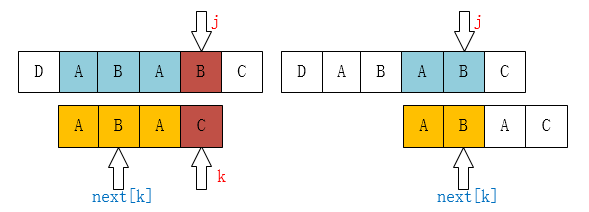 j j
D A B A B C D A B A B C
A B A C A B A C
k
next[k] next[k]